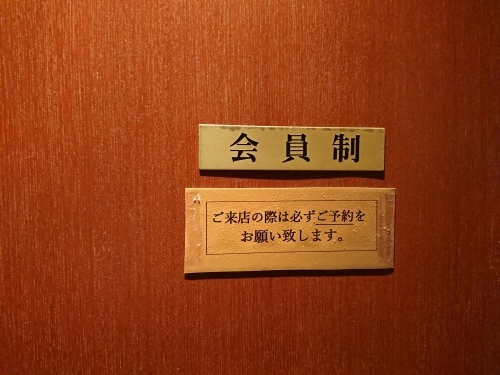 会員制
ご来店の際は必ずご予約を
お願い致します。